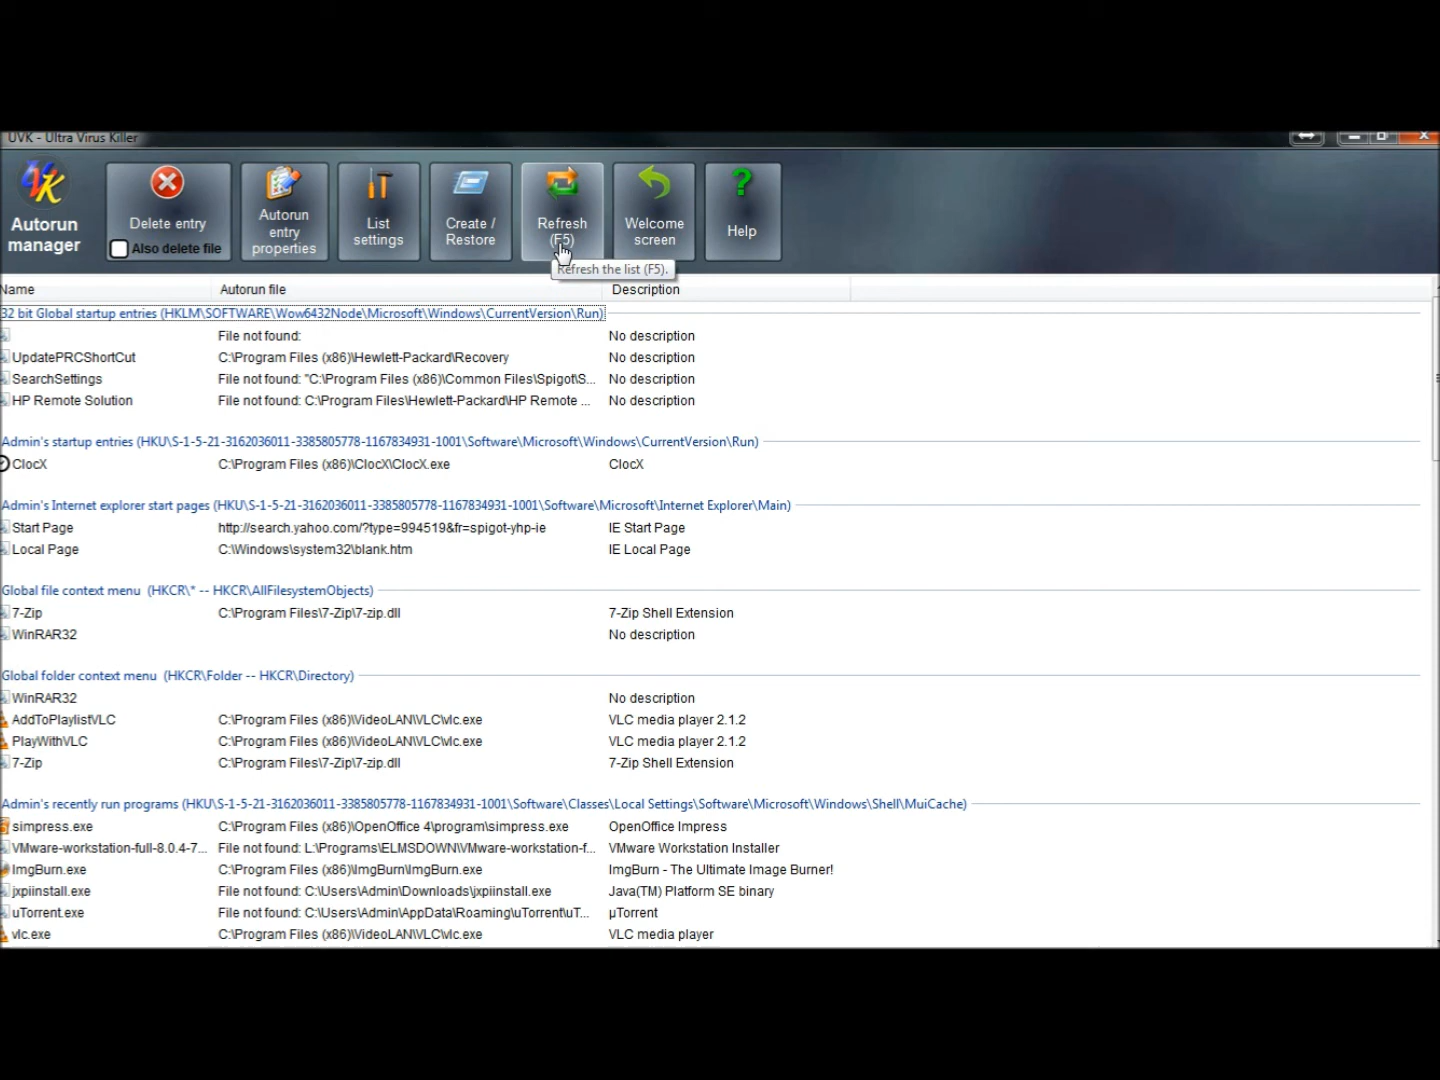 UVK - Ultra Virus Killer
Autorun manager
Delete entry
Also delete file
Autorun entry properties
List settings
Create / Restore
Refresh (F5)
Welcome screen
Help
Refresh the list (F5).
Name Autorun file Description
32 bit Global startup entries (HKLM\SOFTWARE\Wow6432Node\Microsoft\Windows\CurrentVersion\Run)
File not found: No description
UpdatePRCShortCut C:\Program Files (x86)\Hewlett-Packard\Recovery No description
SearchSettings File not found: "C:\Program Files (x86)\Common Files\Spigot\S... No description
HP Remote Solution File not found: C:\Program Files\Hewlett-Packard\HP Remote ... No description
Admin's startup entries (HKU\S-1-5-21-3162036011-3385805778-1167834931-1001\Software\Microsoft\Windows\CurrentVersion\Run)
ClocX C:\Program Files (x86)\ClocX\ClocX.exe ClocX
Admin's Internet explorer start pages (HKU\S-1-5-21-3162036011-3385805778-1167834931-1001\Software\Microsoft\Internet Explorer\Main)
Start Page http://search.yahoo.com/?type=994519&fr=spigot-yhp-ie IE Start Page
Local Page C:\Windows\system32\blank.htm IE Local Page
Global file context menu (HKCR\* -- HKCR\AllFilesystemObjects)
7-Zip C:\Program Files\7-Zip\7-zip.dll 7-Zip Shell Extension
WinRAR32 No description
Global folder context menu (HKCR\Folder -- HKCR\Directory)
WinRAR32 No description
AddToPlaylistVLC C:\Program Files (x86)\VideoLAN\VLC\vlc.exe VLC media player 2.1.2
PlayWithVLC C:\Program Files (x86)\VideoLAN\VLC\vlc.exe VLC media player 2.1.2
7-Zip C:\Program Files\7-Zip\7-zip.dll 7-Zip Shell Extension
Admin's recently run programs (HKU\S-1-5-21-3162036011-3385805778-1167834931-1001\Software\Classes\Local Settings\Software\Microsoft\Windows\Shell\MuiCache)
simpress.exe C:\Program Files (x86)\OpenOffice 4\program\simpress.exe OpenOffice Impress
VMware-workstation-full-8.0.4-7... File not found: L:\Programs\ELMSDOWN\VMware-workstation-f... VMware Workstation Installer
ImgBurn.exe C:\Program Files (x86)\ImgBurn\ImgBurn.exe ImgBurn - The Ultimate Image Burner!
jxpiinstall.exe File not found: C:\Users\Admin\Downloads\jxpiinstall.exe Java(TM) Platform SE binary
uTorrent.exe File not found: C:\Users\Admin\AppData\Roaming\uTorrent\uT... µTorrent
vlc.exe C:\Program Files (x86)\VideoLAN\VLC\vlc.exe VLC media player